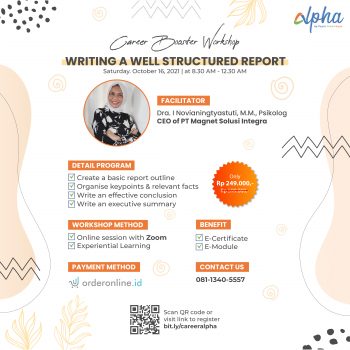 alpha
Career Booster Workshop
WRITING A WELL STRUCTURED REPORT
Saturday. October 16, 2021 | at 8.30 AM - 12.30 AM
FACILITATOR
Dra, I Novianingtyastuti, M.M., Psikolog
CEO of PT Magnet Solusi Integra
DETAIL PROGRAM
Create a basic report outline
Organise keypoints & relevant facts
Write an effective conclusion
Write an executive summary
Only
Rp 249.000,-
WORKSHOP METHOD
Online session with Zoom
Experiential Learning
BENEFIT
E-Certificate
E-Module
PAYMENT METHOD
orderonline.id
CONTACT US
081-1340-5557
Scan QR code or
visit link to register
bit.ly/careeralpha